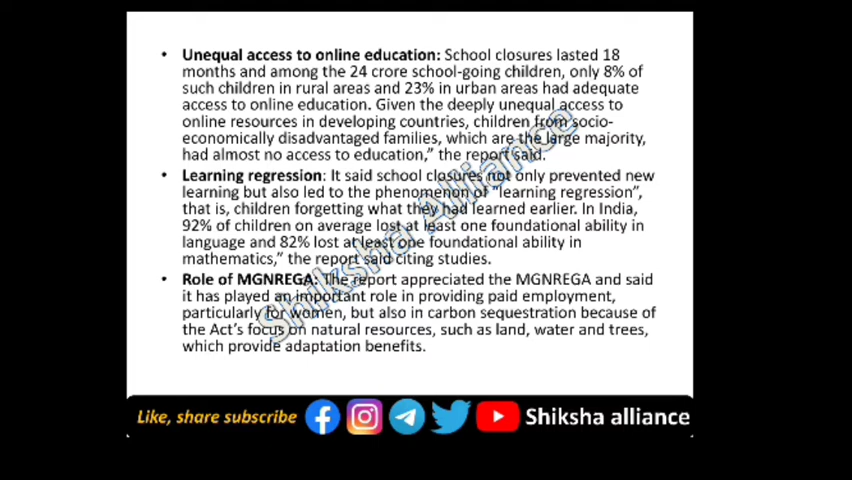 • Unequal access to online education: School closures lasted 18
months and among the 24 crore school-going children, only 8% of
such children in rural areas and 23% in urban areas had adequate
access to online education. Given the deeply unequal access to
online resources in developing countries, children from socio-
economically disadvantaged families, which are the large majority,
had almost no access to education,” the report said.
• Learning regression: It said school closures not only prevented new
learning but also led to the phenomenon of “learning regression”,
that is, children forgetting what they had learned earlier. In India,
92% of children on average lost at least one foundational ability in
language and 82% lost at least one foundational ability in
mathematics,” the report said citing studies.
• Role of MGNREGA: The report appreciated the MGNREGA and said
it has played an important role in providing paid employment,
particularly for women, but also in carbon sequestration because of
the Act’s focus on natural resources, such as land, water and trees,
which provide adaptation benefits.
Shiksha Alliance
Like, share subscribe Shiksha alliance